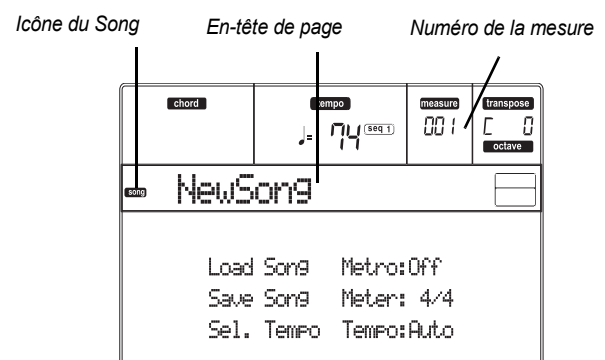 Icône du Song En-tête de page Numéro de la mesure
chord tempo measure transpose
♩= 74 seq 1 001 C 0
octave
song NewSong
Load Song Metro:Off
Save Song Meter: 4/4
Sel. Tempo Tempo:Auto